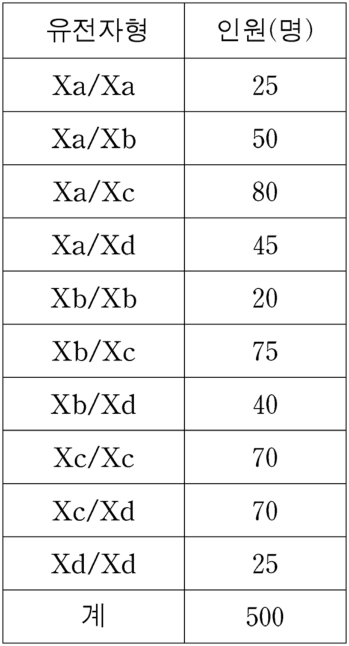 유전자형 인원(명)
Xa/Xa 25
Xa/Xb 50
Xa/Xc 80
Xa/Xd 45
Xb/Xb 20
Xb/Xc 75
Xb/Xd 40
Xc/Xc 70
Xc/Xd 70
Xd/Xd 25
계 500